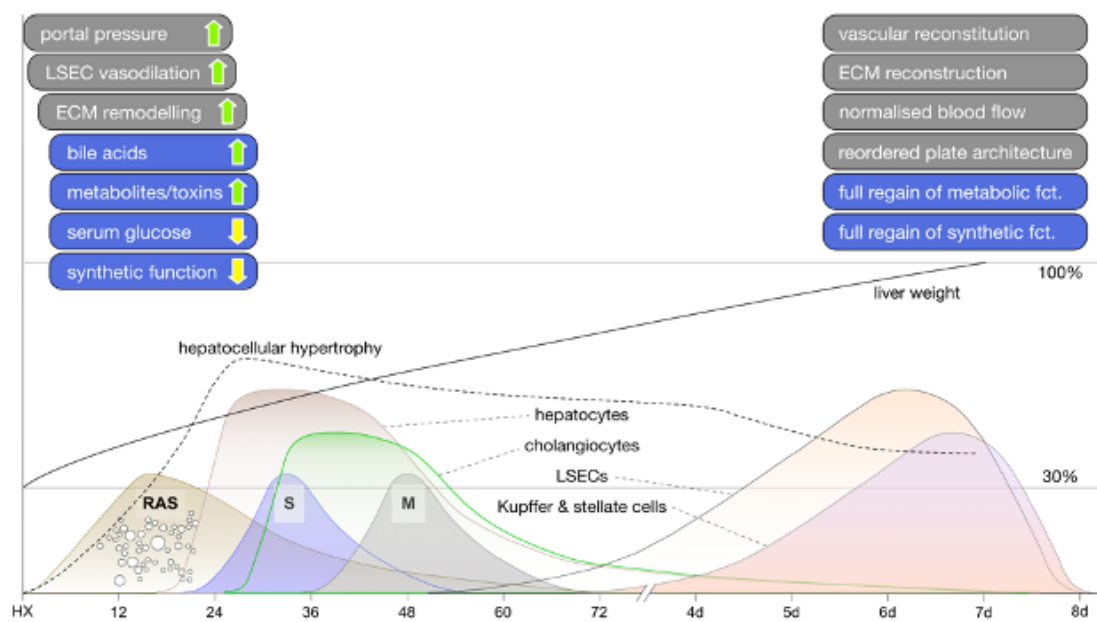 portal pressure
LSEC vasodilation
ECM remodelling
bile acids
metabolites/toxins
serum glucose
synthetic function
vascular reconstitution
ECM reconstruction
normalised blood flow
reordered plate architecture
full regain of metabolic fct.
full regain of synthetic fct.
100%
liver weight
hepatocellular hypertrophy
hepatocytes
cholangiocytes
LSECs
Kupffer & stellate cells
30%
RAS
S
M
HX 12 24 36 48 60 72 4d 5d 6d 7d 8d